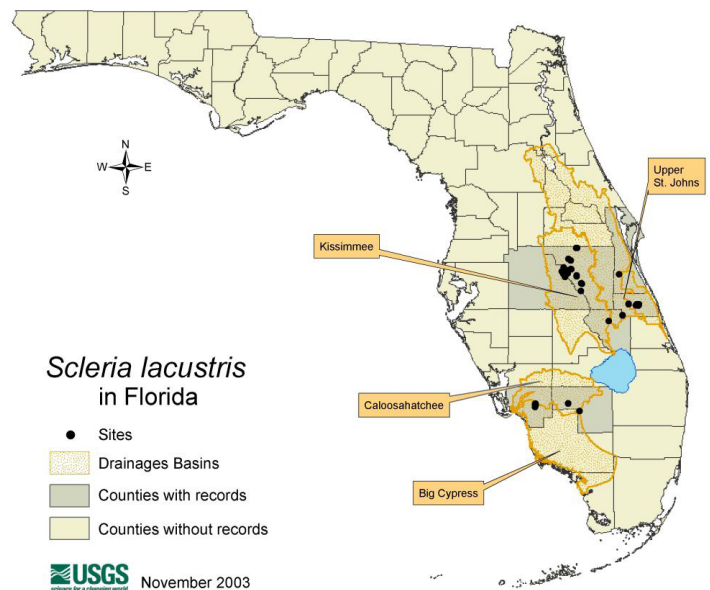 N
W E
S
Upper
St. Johns
Kissimmee
Scleria lacustris
in Florida
Caloosahatchee
Sites
Drainages Basins
Counties with records
Big Cypress
Counties without records
USGS
science for a changing world
November 2003